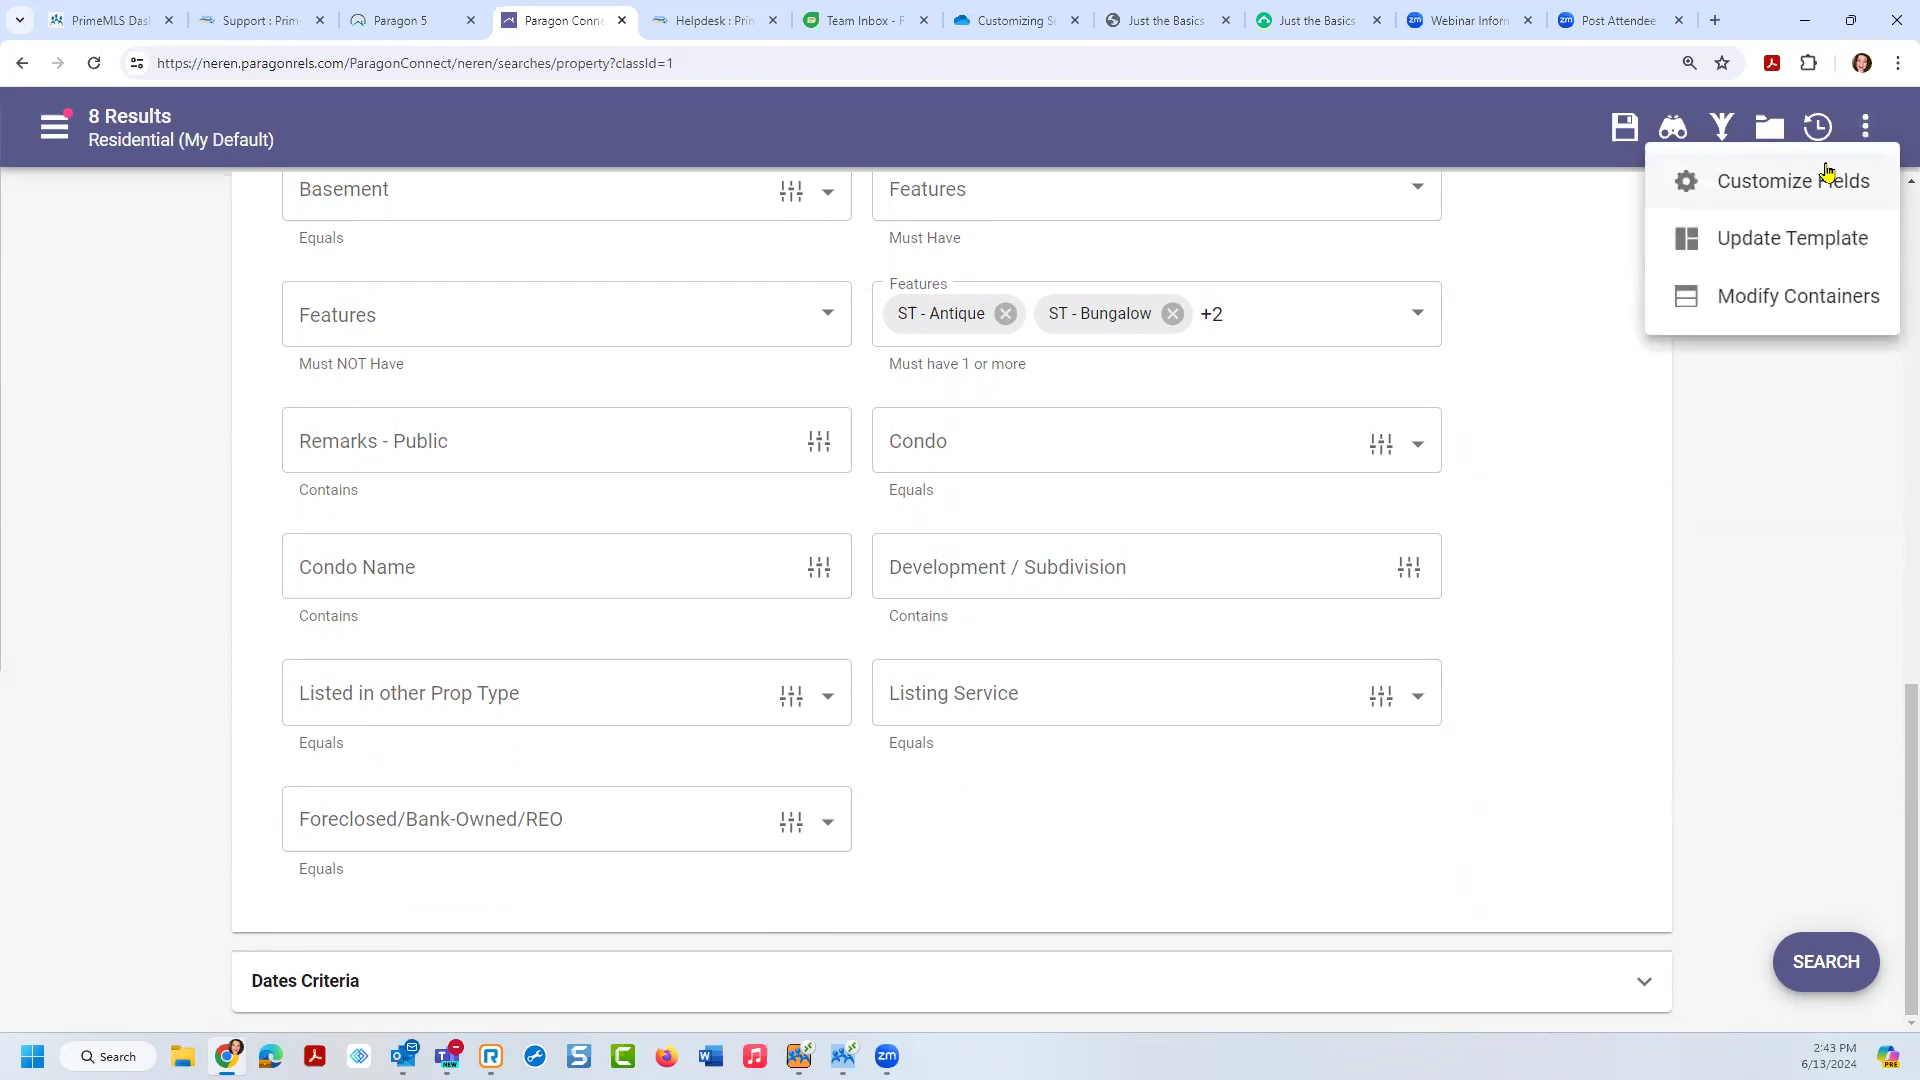 PrimeMLS Das
Support : Prim
Paragon 5
Paragon Conne
Helpdesk : Prin
Team Inbox - F
Customizing Se
Just the Basics
Just the Basics
Webinar Inform
Post Attendee
https://neren.paragonrels.com/ParagonConnect/neren/searches/property?classId=1
8 Results
Residential (My Default)
Customize Fields
Update Template
Modify Containers
Basement
Features
Equals
Must Have
Features
Features
ST - Antique
ST - Bungalow
+2
Must NOT Have
Must have 1 or more
Remarks - Public
Condo
Contains
Equals
Condo Name
Development / Subdivision
Contains
Contains
Listed in other Prop Type
Listing Service
Equals
Equals
Foreclosed/Bank-Owned/REO
Equals
SEARCH
Dates Criteria
Search
2:43 PM
6/13/2024